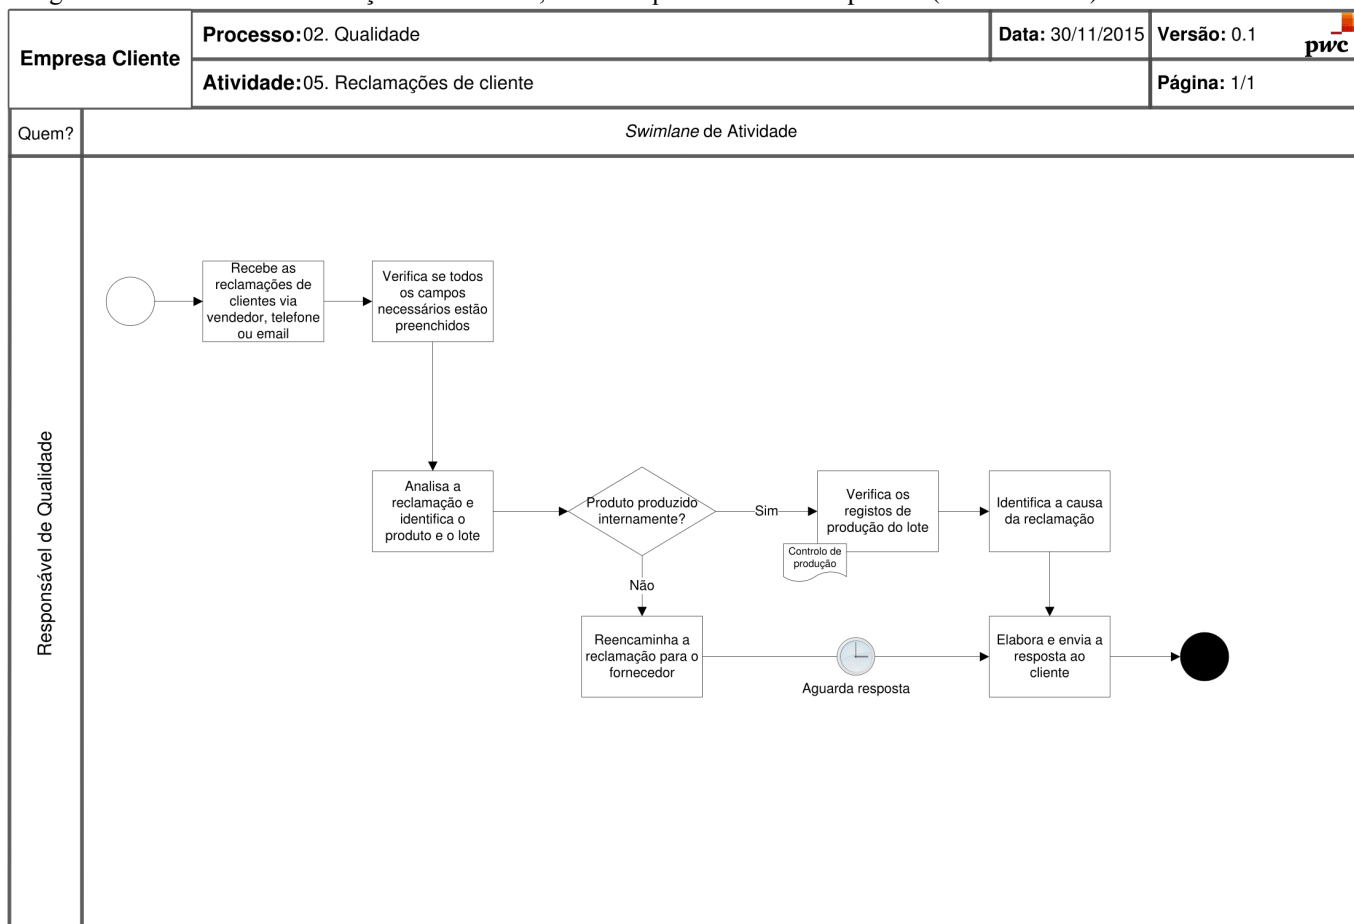 Empresa Cliente
Processo: 02. Qualidade
Data: 30/11/2015
Versão: 0.1
pwc
Atividade: 05. Reclamações de cliente
Página: 1/1
Quem?
Swimlane de Atividade
Responsável de Qualidade
Recebe as
reclamações de
clientes via
vendedor, telefone
ou email
Verifica se todos
os campos
necessários estão
preenchidos
Analisa a
reclamação e
identifica o
produto e o lote
Produto produzido
internamente?
Sim
Verifica os
registos de
produção do lote
Controlo de
produção
Identifica a causa
da reclamação
Não
Reencaminha a
reclamação para o
fornecedor
Aguarda resposta
Elabora e envia a
resposta ao
cliente